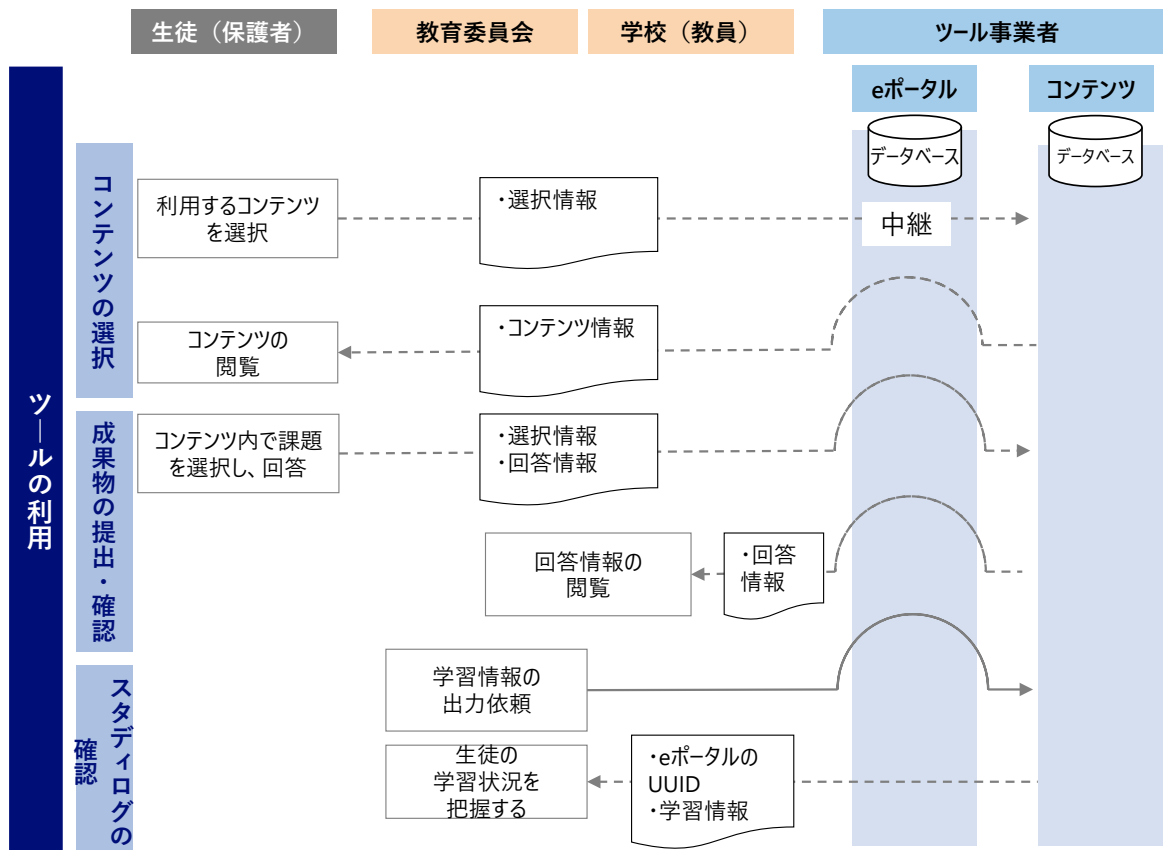 生徒（保護者）
教育委員会
学校（教員）
ツール事業者
eポータル
コンテンツ
データベース
データベース
ツールの利用
コンテンツの選択
利用するコンテンツ
を選択
・選択情報
中継
コンテンツの
閲覧
・コンテンツ情報
成果物の提出・確認
コンテンツ内で課題
を選択し、回答
・選択情報
・回答情報
回答情報の
閲覧
・回答
情報
スタディログの
確認
学習情報の
出力依頼
生徒の
学習状況を
把握する
・eポータルの
UUID
・学習情報